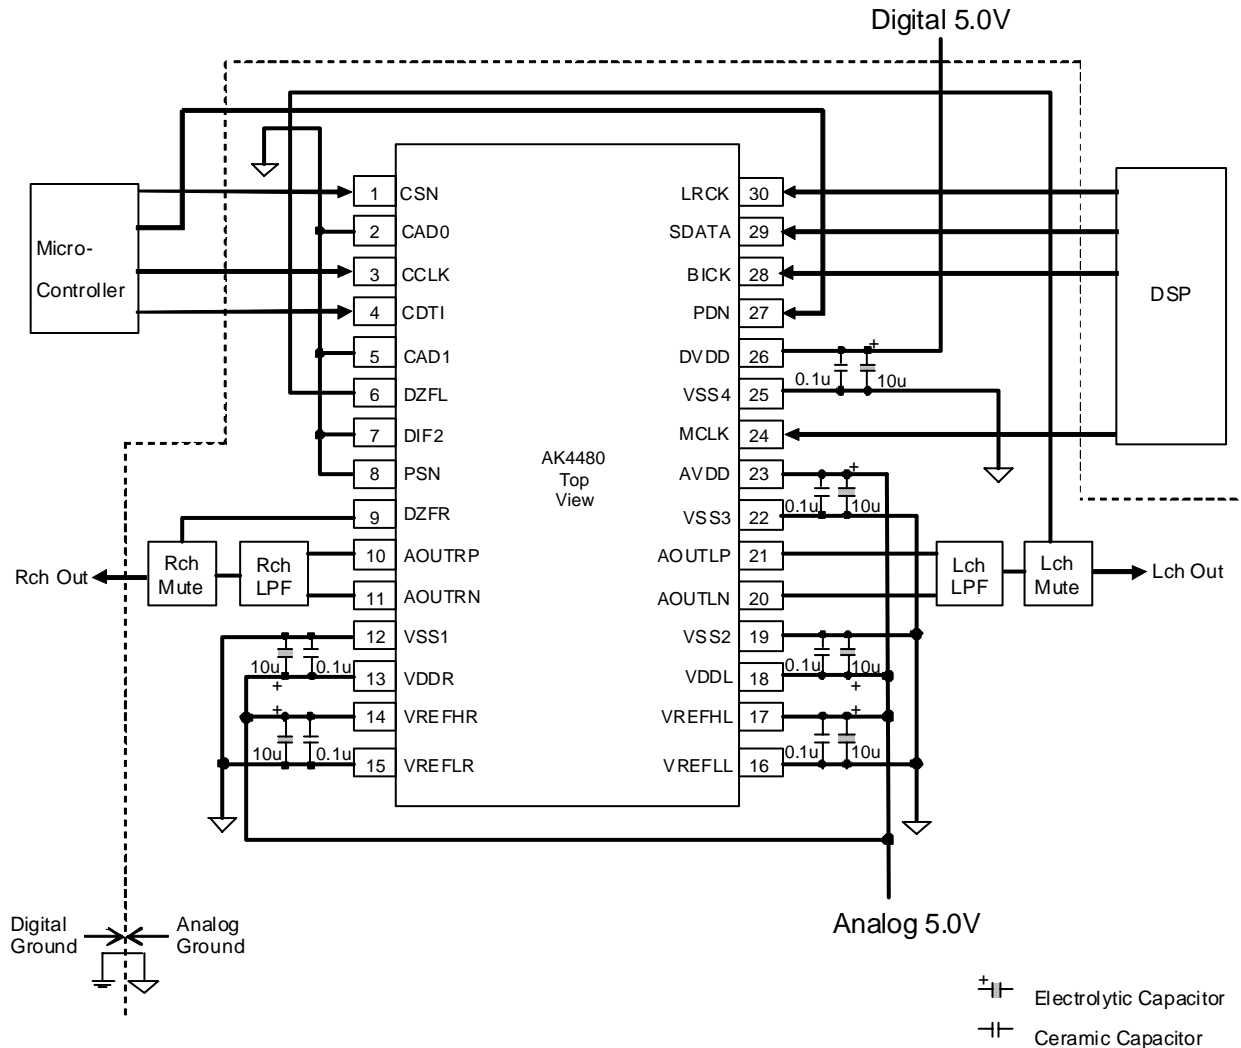 Digital 5.0V
Micro-
Controller
DSP
1 CSN
2 CAD0
3 CCLK
4 CDTI
5 CAD1
6 DZFL
7 DIF2
8 PSN
9 DZFR
10 AOUTRP
11 AOUTRN
12 VSS1
13 VDDR
14 VREFHR
15 VREFLR
AK4480
Top
View
LRCK 30
SDATA 29
BICK 28
PDN 27
DVDD 26
VSS4 25
MCLK 24
AVDD 23
VSS3 22
AOUTLP 21
AOUTLN 20
VSS2 19
VDDL 18
VREFHL 17
VREFLL 16
+
0.1u 10u
+
0.1u 10u
Rch Out
Rch
Mute
Rch
LPF
Lch
LPF
Lch
Mute
Lch Out
10u 0.1u
+
+
10u 0.1u
0.1u 10u
+
+
0.1u 10u
Analog 5.0V
Digital
Ground
Analog
Ground
+
Electrolytic Capacitor
Ceramic Capacitor